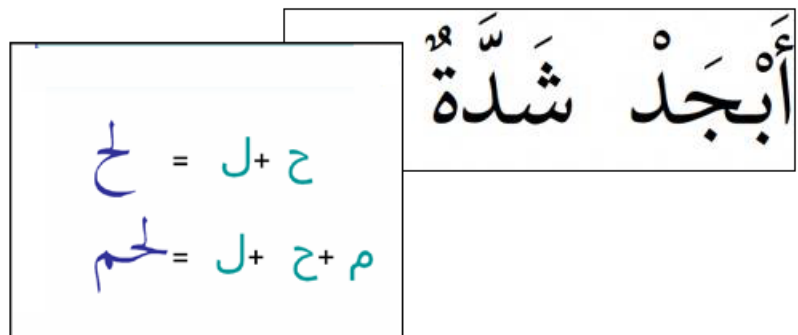 أَبْجَدْ شَدَّةٌ
ح +ل = لح
م +ح +ل = لحم